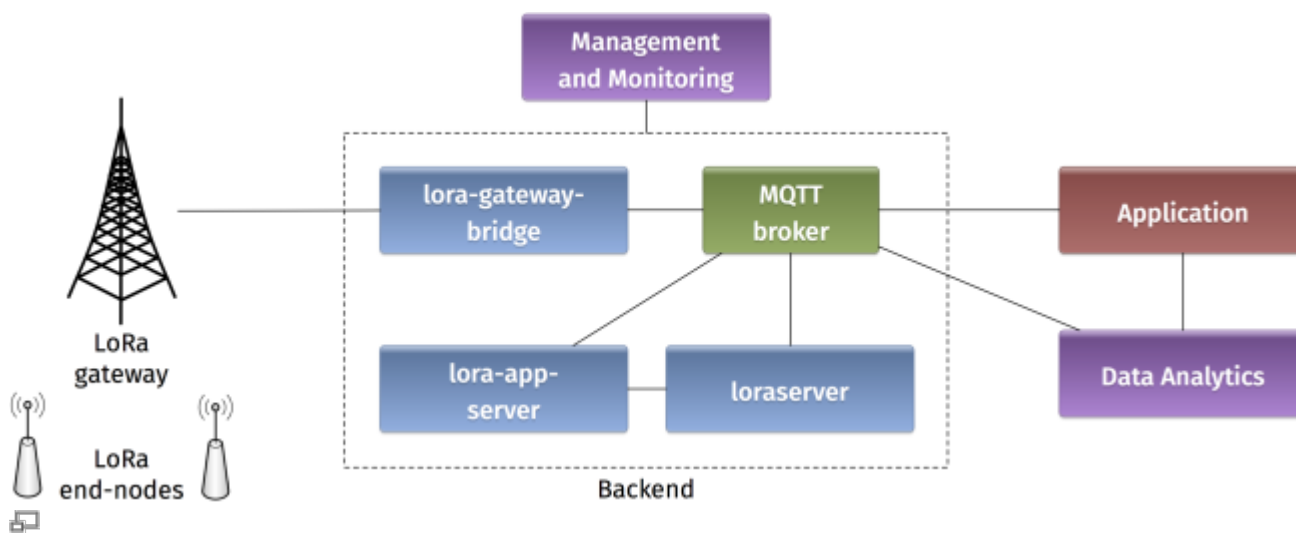 Management
and Monitoring
lora-gateway-
bridge
MQTT
broker
Application
LoRa
gateway
lora-app-
server
loraserver
Data Analytics
LoRa
end-nodes
Backend